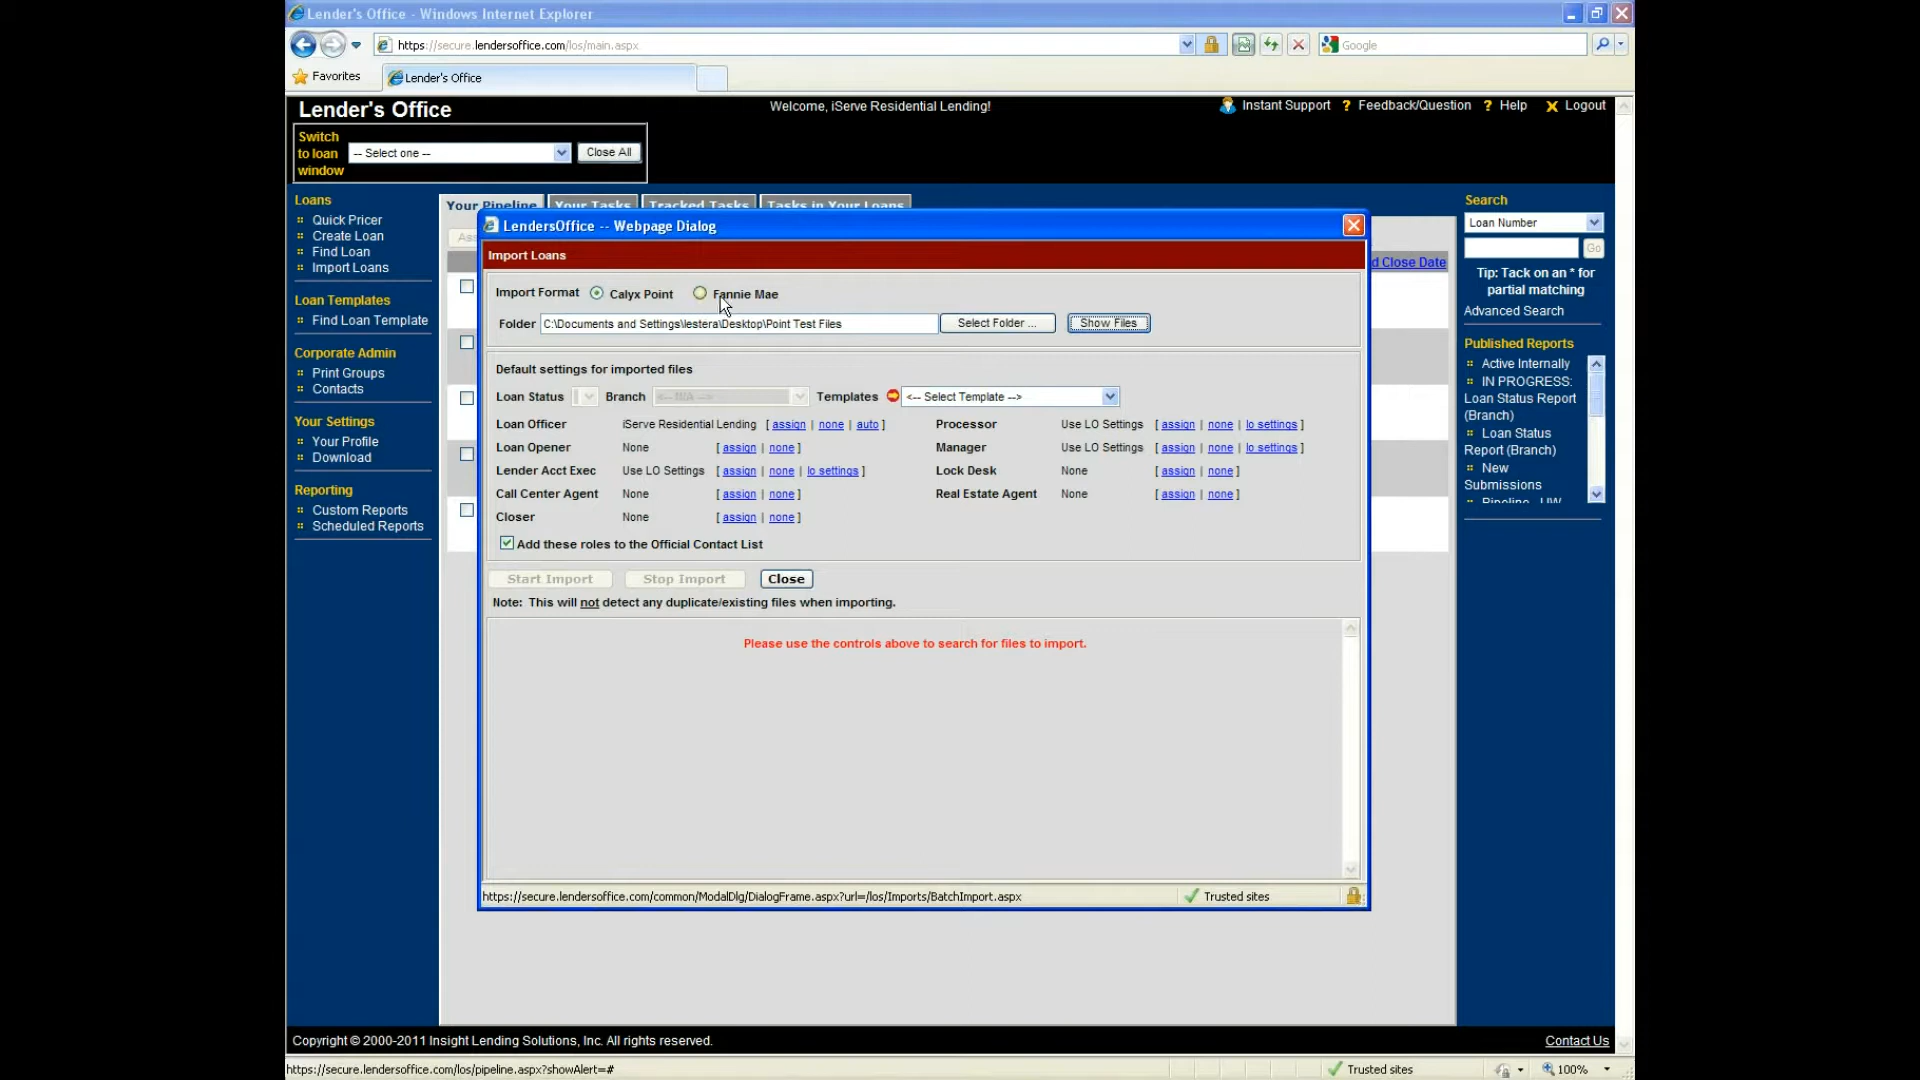 Lender's Office - Windows Internet Explorer
https://secure.lendersoffice.com/los/main.aspx
Google
Favorites
Lender's Office
Lender's Office
Welcome, iServe Residential Lending!
Instant Support ? Feedback/Question ? Help X Logout
Switch to loan window
-- Select one --
Close All
Loans
Quick Pricer
Create Loan
Find Loan
Import Loans
Loan Templates
Find Loan Template
Corporate Admin
Print Groups
Contacts
Your Settings
Your Profile
Download
Reporting
Custom Reports
Scheduled Reports
Your Pipeline
Your Tasks
Tracked Tasks
Tasks in Your Loans
d Close Date
LendersOffice -- Webpage Dialog
Import Loans
Import Format Calyx Point Fannie Mae
Folder C:\Documents and Settings\lestera\Desktop\Point Test Files Select Folder ... Show Files
Default settings for imported files
Loan Status Branch <-- N/A --> Templates <-- Select Template -->
Loan Officer iServe Residential Lending [ assign | none | auto ] Processor Use LO Settings [ assign | none | lo settings ]
Loan Opener None [ assign | none ] Manager Use LO Settings [ assign | none | lo settings ]
Lender Acct Exec Use LO Settings [ assign | none | lo settings ] Lock Desk None [ assign | none ]
Call Center Agent None [ assign | none ] Real Estate Agent None [ assign | none ]
Closer None [ assign | none ]
Add these roles to the Official Contact List
Start Import Stop Import Close
Note: This will not detect any duplicate/existing files when importing.
Please use the controls above to search for files to import.
https://secure.lendersoffice.com/common/ModalDlg/DialogFrame.aspx?url=/los/Imports/BatchImport.aspx
Trusted sites
Search
Loan Number
Go
Tip: Tack on an * for
partial matching
Advanced Search
Published Reports
Active Internally
IN PROGRESS:
Loan Status Report
(Branch)
Loan Status
Report (Branch)
New
Submissions
Pipeline - UW
Copyright © 2000-2011 Insight Lending Solutions, Inc. All rights reserved.
Contact Us
https://secure.lendersoffice.com/los/pipeline.aspx?showAlert=#
Trusted sites
100%